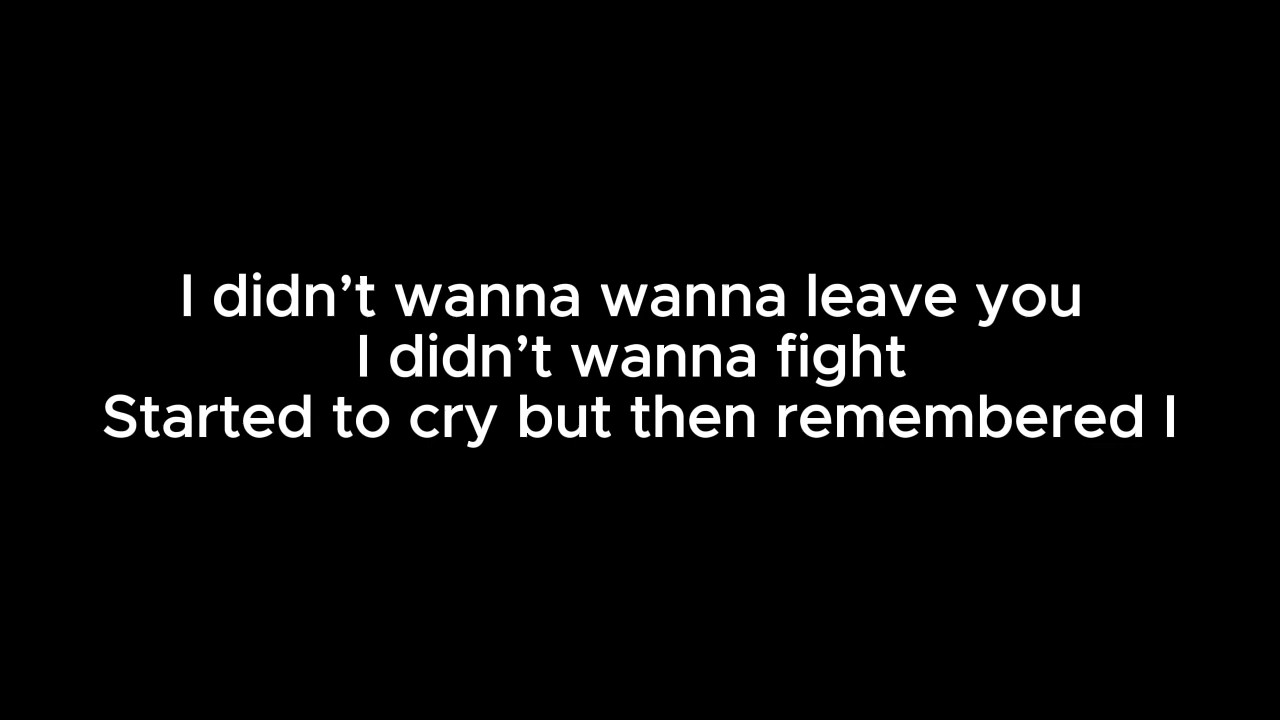 I didn’t wanna wanna leave you
I didn’t wanna fight
Started to cry but then remembered I